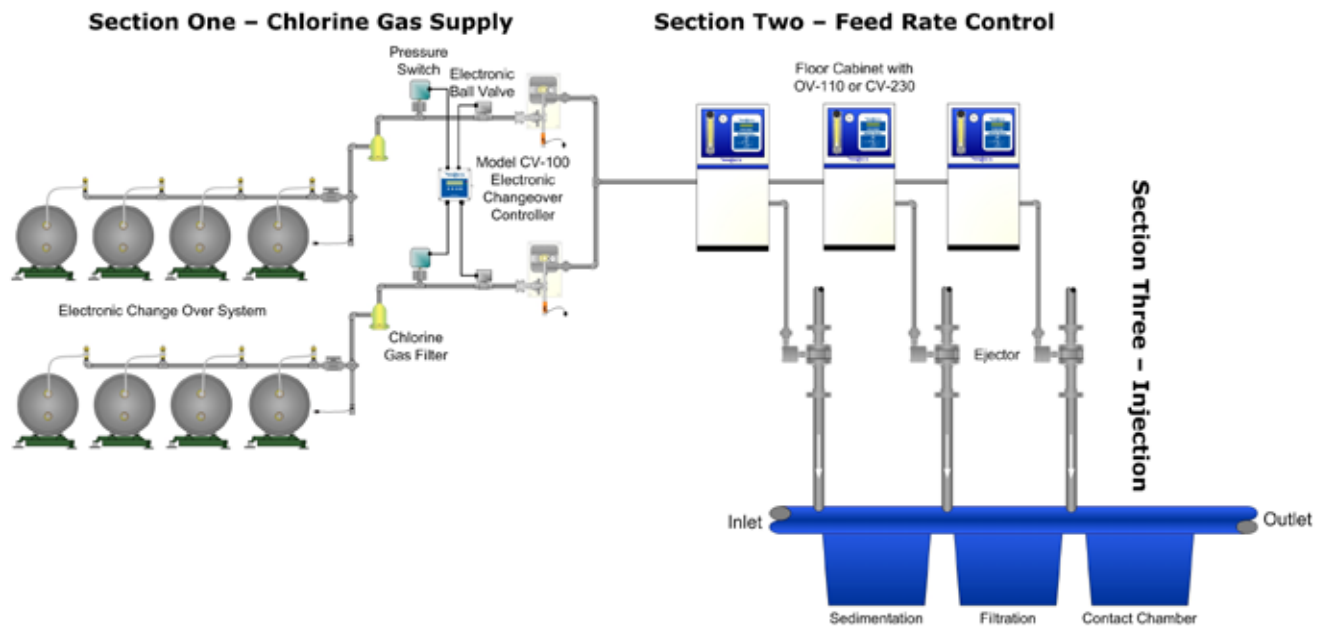 Section One – Chlorine Gas Supply
Section Two – Feed Rate Control
Pressure
Switch
Electronic
Ball Valve
Floor Cabinet with
OV-110 or CV-230
Model CV-100
Electronic
Changeover
Controller
Section Three – Injection
Electronic Change Over System
Chlorine
Gas Filter
Ejector
Inlet
Outlet
Sedimentation
Filtration
Contact Chamber